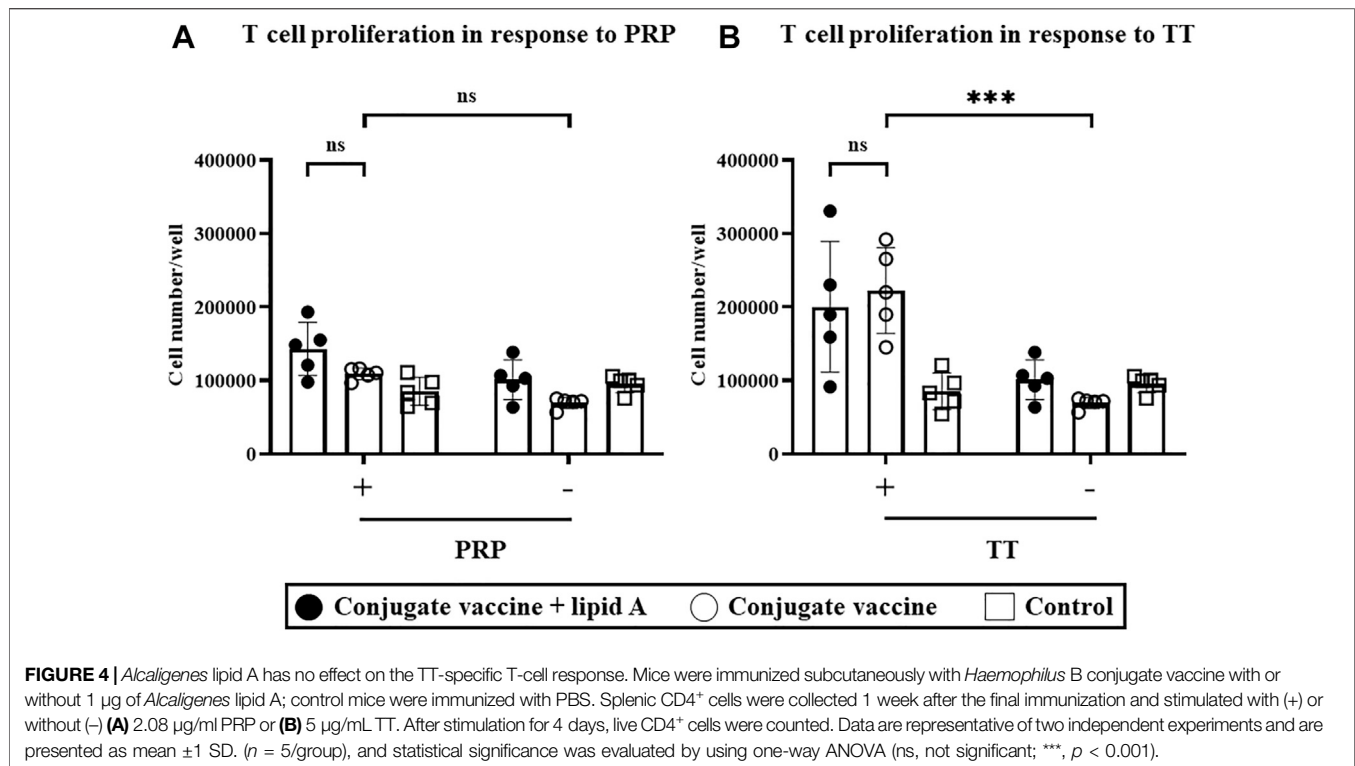 A T cell proliferation in response to PRP
B T cell proliferation in response to TT
ns
ns
Cell number/well
400000
300000
200000
100000
0
+ –
PRP
***
ns
Cell number/well
400000
300000
200000
100000
0
+ –
TT
Conjugate vaccine + lipid A Conjugate vaccine Control
FIGURE 4 | Alcaligenes lipid A has no effect on the TT-specific T-cell response. Mice were immunized subcutaneously with Haemophilus B conjugate vaccine with or
without 1 μg of Alcaligenes lipid A; control mice were immunized with PBS. Splenic CD4⁺ cells were collected 1 week after the final immunization and stimulated with (+) or
without (–) (A) 2.08 μg/ml PRP or (B) 5 μg/mL TT. After stimulation for 4 days, live CD4⁺ cells were counted. Data are representative of two independent experiments and are
presented as mean ±1 SD. (n = 5/group), and statistical significance was evaluated by using one-way ANOVA (ns, not significant; ***, p < 0.001).